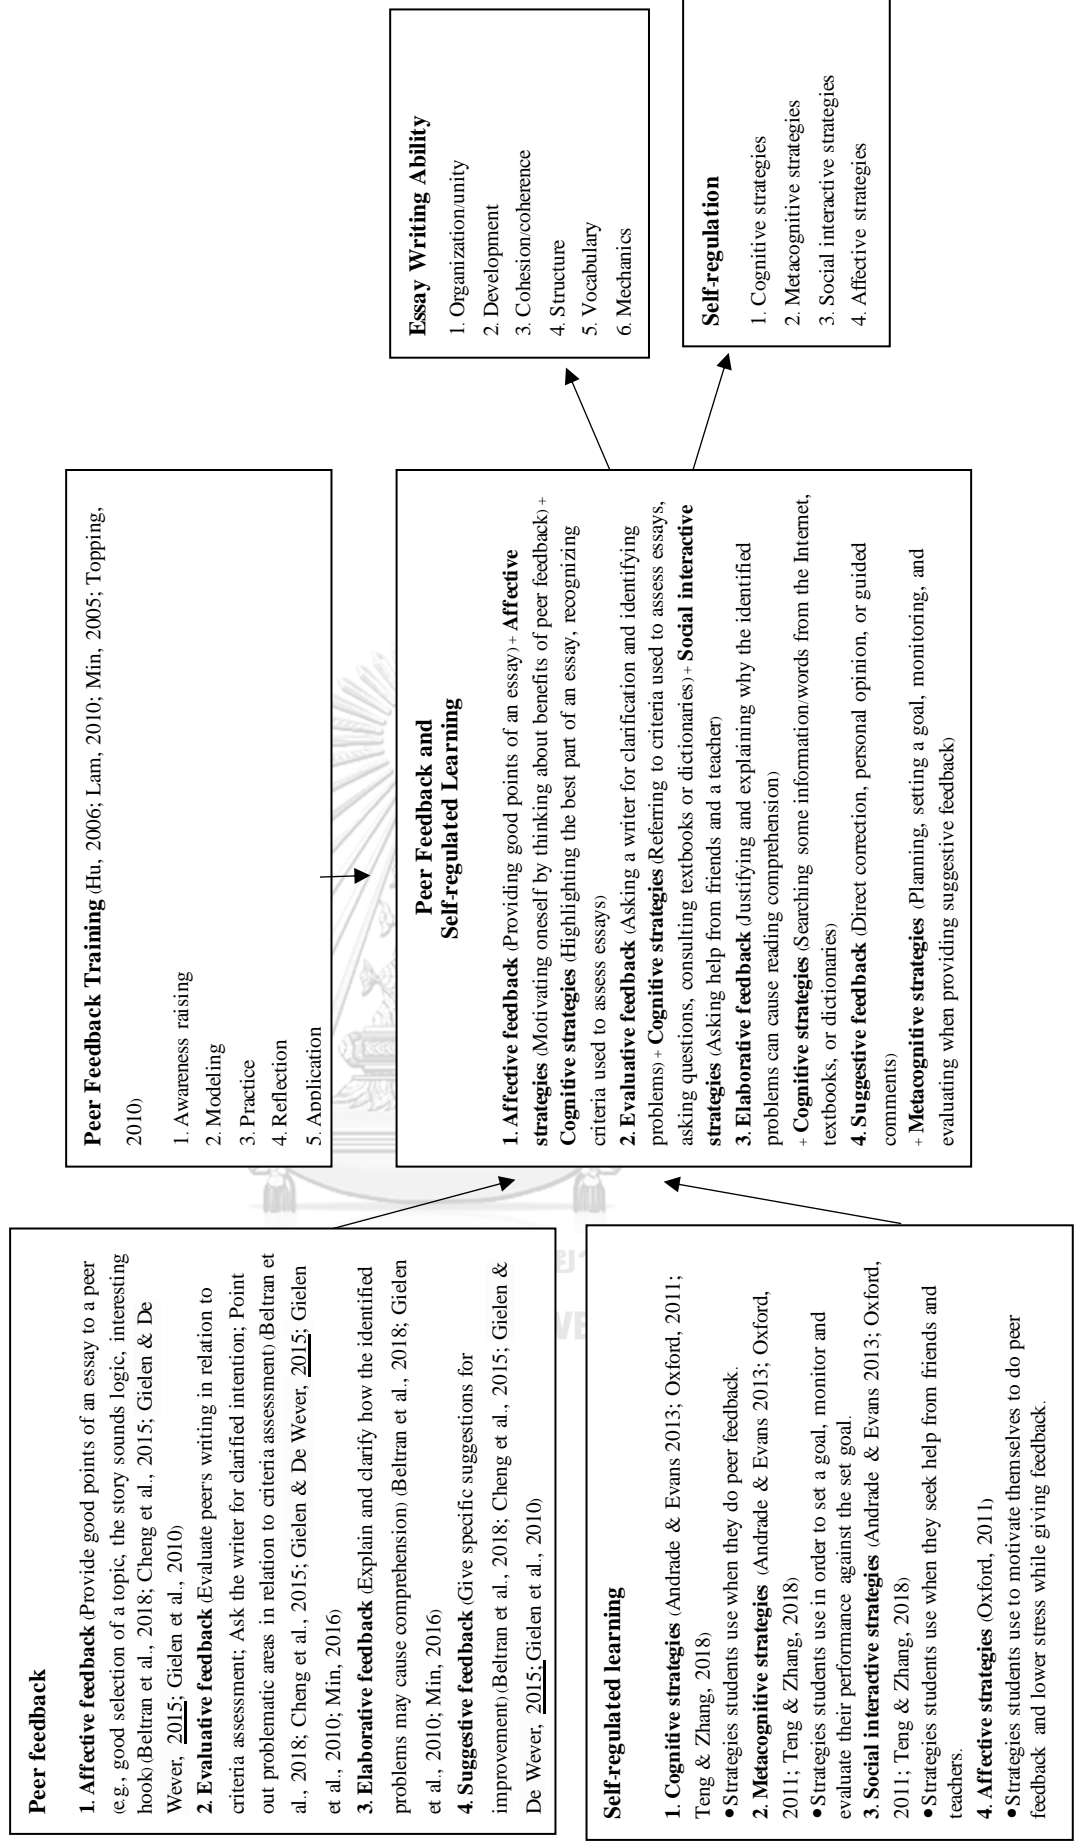 Peer feedback
1. Affective feedback (Provide good points of an essay to a peer
(e.g., good selection of a topic, the story sounds logic, interesting
hook) (Beltran et al., 2018; Cheng et al., 2015; Gielen & De
Wever, 2015; Gielen et al., 2010)
2. Evaluative feedback (Evaluate peers writing in relation to
criteria assessment; Ask the writer for clarified intention; Point
out problematic areas in relation to criteria assessment) (Beltran et
al., 2018; Cheng et al., 2015; Gielen & De Wever, 2015; Gielen
et al., 2010; Min, 2016)
3. Elaborative feedback (Explain and clarify how the identified
problems may cause comprehension) (Beltran et al., 2018; Gielen
et al., 2010; Min, 2016)
4. Suggestive feedback (Give specific suggestions for
improvement) (Beltran et al., 2018; Cheng et al., 2015; Gielen &
De Wever, 2015; Gielen et al., 2010)
Self-regulated learning
1. Cognitive strategies (Andrade & Evans 2013; Oxford, 2011;
Teng & Zhang, 2018)
•Strategies students use when they do peer feedback.
2. Metacognitive strategies (Andrade & Evans 2013; Oxford,
2011; Teng & Zhang, 2018)
•Strategies students use in order to set a goal, monitor and
evaluate their performance against the set goal.
3. Social interactive strategies (Andrade & Evans 2013; Oxford,
2011; Teng & Zhang, 2018)
•Strategies students use when they seek help from friends and
teachers.
4. Affective strategies (Oxford, 2011)
•Strategies students use to motivate themselves to do peer
feedback and lower stress while giving feedback.
Peer Feedback Training (Hu, 2006; Lam, 2010; Min, 2005; Topping,
2010)
1. Awareness raising
2. Modeling
3. Practice
4. Reflection
5. Application
Peer Feedback and
Self-regulated Learning
1. Affective feedback (Providing good points of an essay) + Affective
strategies (Motivating oneself by thinking about benefits of peer feedback) +
Cognitive strategies (Highlighting the best part of an essay, recognizing
criteria used to assess essays)
2. Evaluative feedback (Asking a writer for clarification and identifying
problems) + Cognitive strategies (Referring to criteria used to assess essays,
asking questions, consulting textbooks or dictionaries) + Social interactive
strategies (Asking help from friends and a teacher)
3. Elaborative feedback (Justifying and explaining why the identified
problems can cause reading comprehension)
+ Cognitive strategies (Searching some information/words from the Internet,
textbooks, or dictionaries)
4. Suggestive feedback (Direct correction, personal opinion, or guided
comments)
+ Metacognitive strategies (Planning, setting a goal, monitoring, and
evaluating when providing suggestive feedback)
Essay Writing Ability
1. Organization/unity
2. Development
3. Cohesion/coherence
4. Structure
5. Vocabulary
6. Mechanics
Self-regulation
1. Cognitive strategies
2. Metacognitive strategies
3. Social interactive strategies
4. Affective strategies